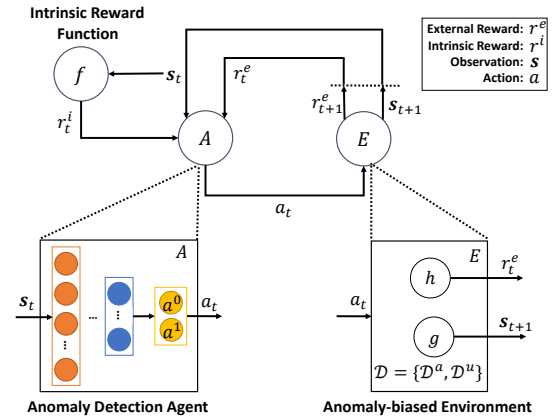 Intrinsic Reward
Function
f
s_t
r_t^i
r_t^e
A
r_{t+1}^e
s_{t+1}
E
a_t
External Reward: r^e
Intrinsic Reward: r^i
Observation: s
Action: a
A
s_t
...
⋮
⋮
a^0
a^1
a_t
Anomaly Detection Agent
E
a_t
h
r_t^e
g
s_{t+1}
𝒟 = {𝒟^a, 𝒟^u}
Anomaly-biased Environment